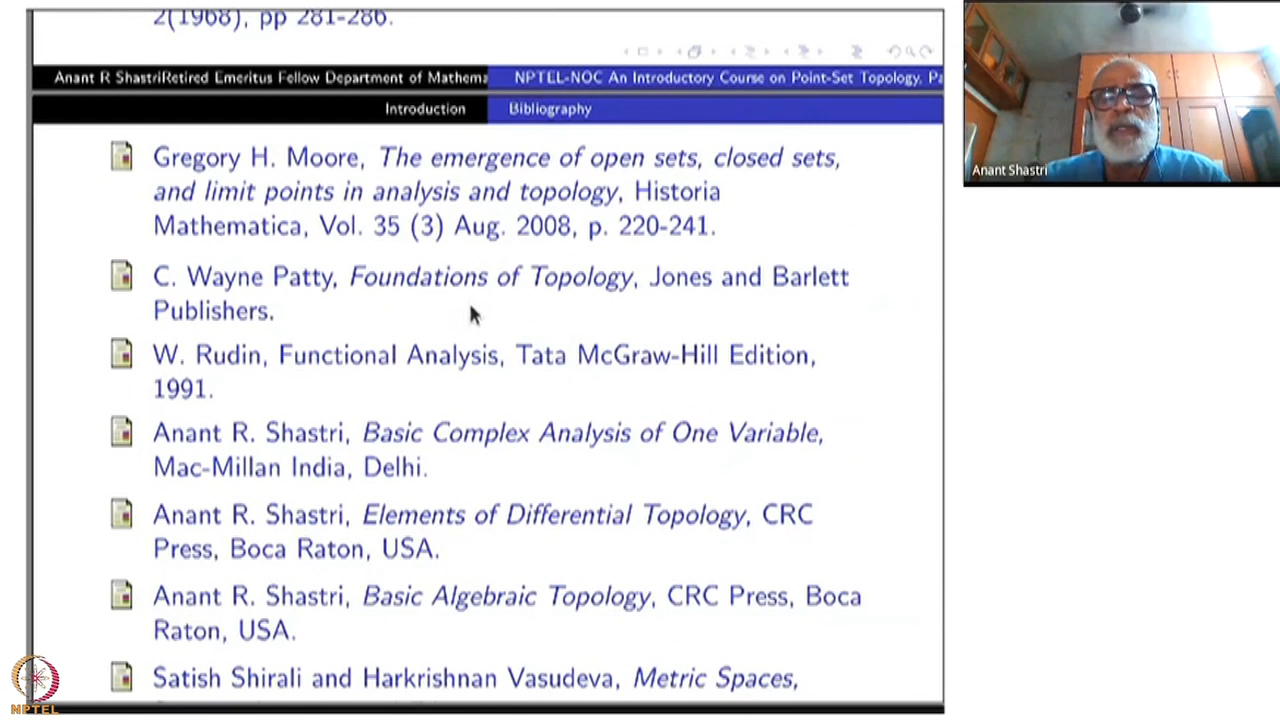 2(1968), pp 281-286.
Anant R ShastriRetired Emeritus Fellow Department of Mathema
NPTEL-NOC An Introductory Course on Point-Set Topology, Pa
Introduction
Bibliography
Gregory H. Moore, The emergence of open sets, closed sets,
and limit points in analysis and topology, Historia
Mathematica, Vol. 35 (3) Aug. 2008, p. 220-241.
C. Wayne Patty, Foundations of Topology, Jones and Barlett
Publishers.
W. Rudin, Functional Analysis, Tata McGraw-Hill Edition,
1991.
Anant R. Shastri, Basic Complex Analysis of One Variable,
Mac-Millan India, Delhi.
Anant R. Shastri, Elements of Differential Topology, CRC
Press, Boca Raton, USA.
Anant R. Shastri, Basic Algebraic Topology, CRC Press, Boca
Raton, USA.
Satish Shirali and Harkrishnan Vasudeva, Metric Spaces,
Anant Shastri
NPTEL